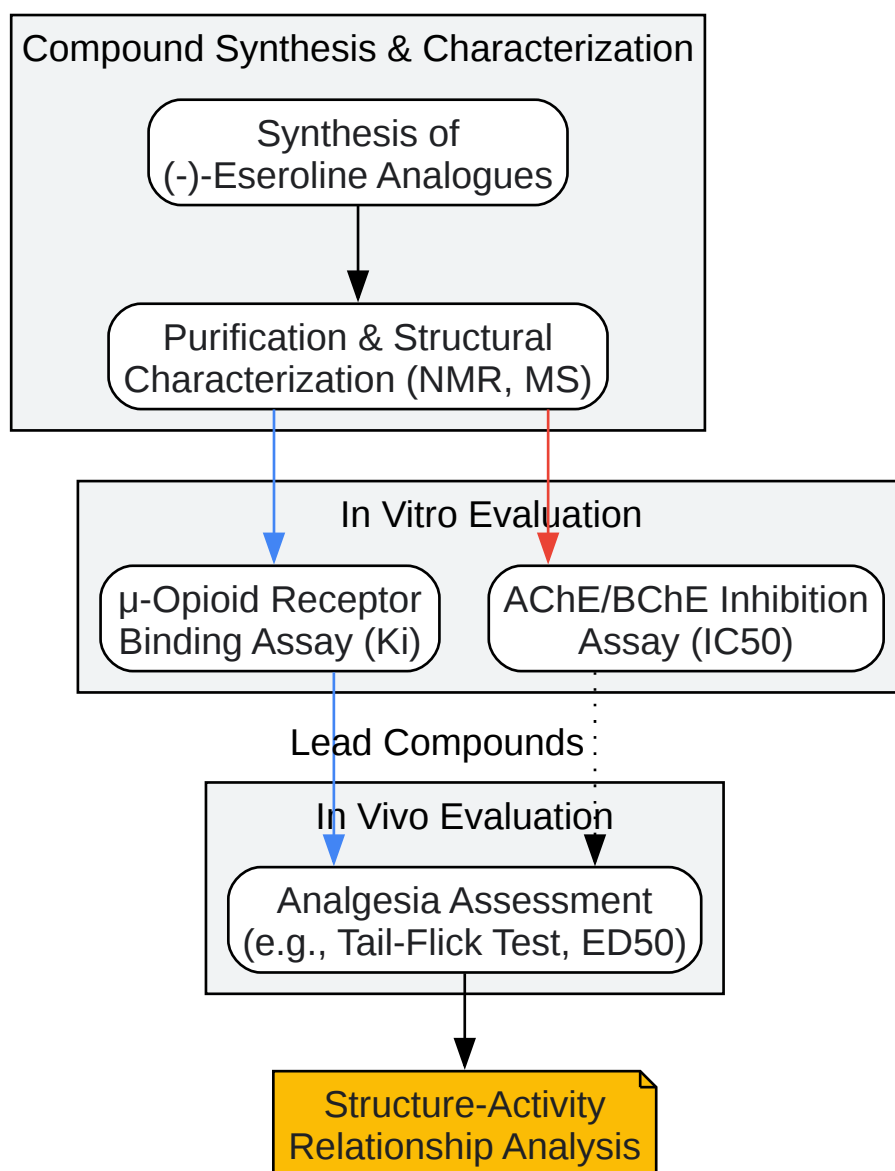 Compound Synthesis & Characterization
Synthesis of
(-)-Eseroline Analogues
Purification & Structural
Characterization (NMR, MS)
In Vitro Evaluation
μ-Opioid Receptor
Binding Assay (Ki)
AChE/BChE Inhibition
Assay (IC50)
Lead Compounds
In Vivo Evaluation
Analgesia Assessment
(e.g., Tail-Flick Test, ED50)
Structure-Activity
Relationship Analysis